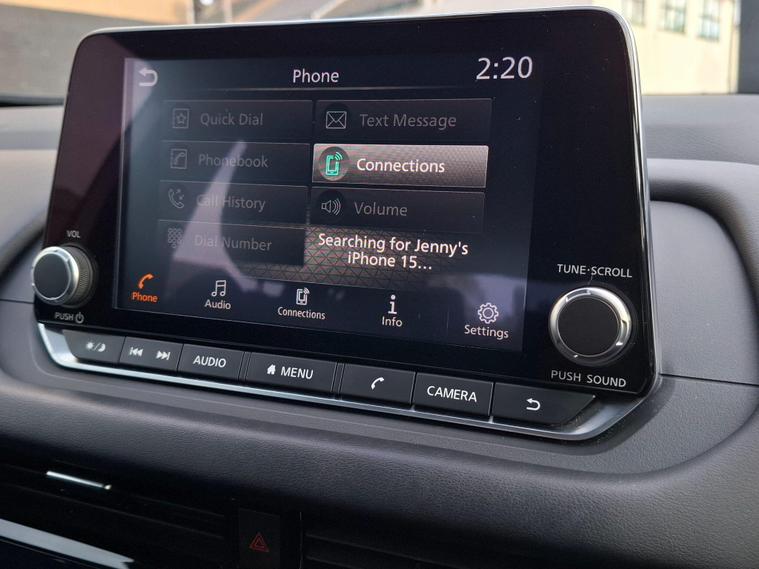 Phone
2:20
Quick Dial
Text Message
Phonebook
Connections
Call History
Volume
Dial Number
Searching for Jenny's
iPhone 15...
Phone
Audio
Connections
Info
Settings
VOL
PUSH
TUNE·SCROLL
PUSH SOUND
AUDIO
MENU
CAMERA